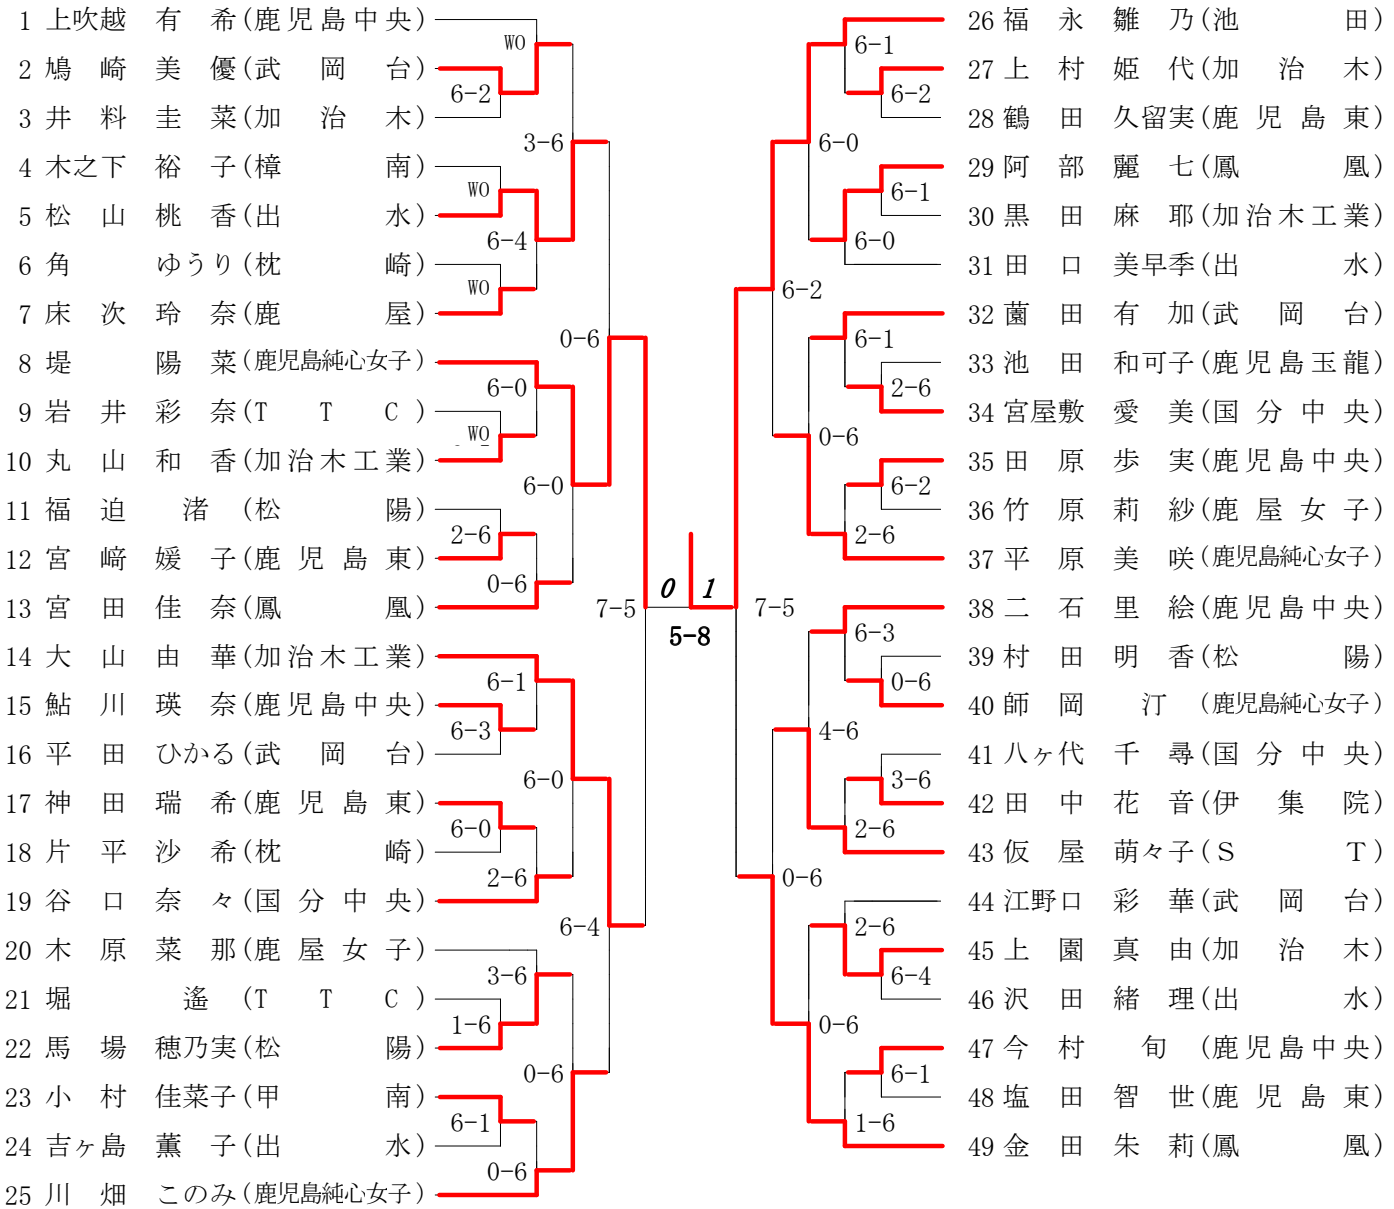 1 上吹越 有 希(鹿児島中央)
WO
2 鳩 崎 美 優(武 岡 台)
6-2
3 井 料 圭 菜(加 治 木)
3-6
4 木之下 裕 子(樟 南)
WO
5 松 山 桃 香(出 水)
6-4
6 角 ゆうり(枕 崎)
WO
7 床 次 玲 奈(鹿 屋)
0-6
8 堤 陽 菜(鹿児島純心女子)
6-0
9 岩 井 彩 奈(T T C)
WO
10 丸 山 和 香(加治木工業)
6-0
11 福 迫 渚 (松 陽)
2-6
12 宮 﨑 媛 子(鹿 児 島 東)
0-6
13 宮 田 佳 奈(鳳 凰)
7-5
14 大 山 由 華(加治木工業)
6-1
15 鮎 川 瑛 奈(鹿児島中央)
6-3
16 平 田 ひかる(武 岡 台)
6-0
17 神 田 瑞 希(鹿 児 島 東)
6-0
18 片 平 沙 希(枕 崎)
2-6
19 谷 口 奈 々(国 分 中 央)
6-4
20 木 原 菜 那(鹿 屋 女 子)
3-6
21 堀 遙 (T T C)
1-6
22 馬 場 穂乃実(松 陽)
0-6
23 小 村 佳菜子(甲 南)
6-1
24 吉ヶ島 薫 子(出 水)
0-6
25 川 畑 このみ(鹿児島純心女子)
0 1
5-8
26 福 永 雛 乃(池 田)
6-1
27 上 村 姫 代(加 治 木)
6-2
28 鶴 田 久留実(鹿 児 島 東)
6-0
29 阿 部 麗 七(鳳 凰)
6-1
30 黒 田 麻 耶(加治木工業)
6-0
31 田 口 美早季(出 水)
6-2
32 薗 田 有 加(武 岡 台)
6-1
33 池 田 和可子(鹿児島玉龍)
2-6
34 宮屋敷 愛 美(国 分 中 央)
0-6
35 田 原 歩 実(鹿児島中央)
6-2
36 竹 原 莉 紗(鹿 屋 女 子)
2-6
37 平 原 美 咲(鹿児島純心女子)
7-5
38 二 石 里 絵(鹿児島中央)
6-3
39 村 田 明 香(松 陽)
0-6
40 師 岡 汀 (鹿児島純心女子)
4-6
41 八ヶ代 千 尋(国 分 中 央)
3-6
42 田 中 花 音(伊 集 院)
2-6
43 仮 屋 萌々子(S T)
0-6
44 江野口 彩 華(武 岡 台)
2-6
45 上 園 真 由(加 治 木)
6-4
46 沢 田 緒 理(出 水)
0-6
47 今 村 旬 (鹿児島中央)
6-1
48 塩 田 智 世(鹿 児 島 東)
1-6
49 金 田 朱 莉(鳳 凰)